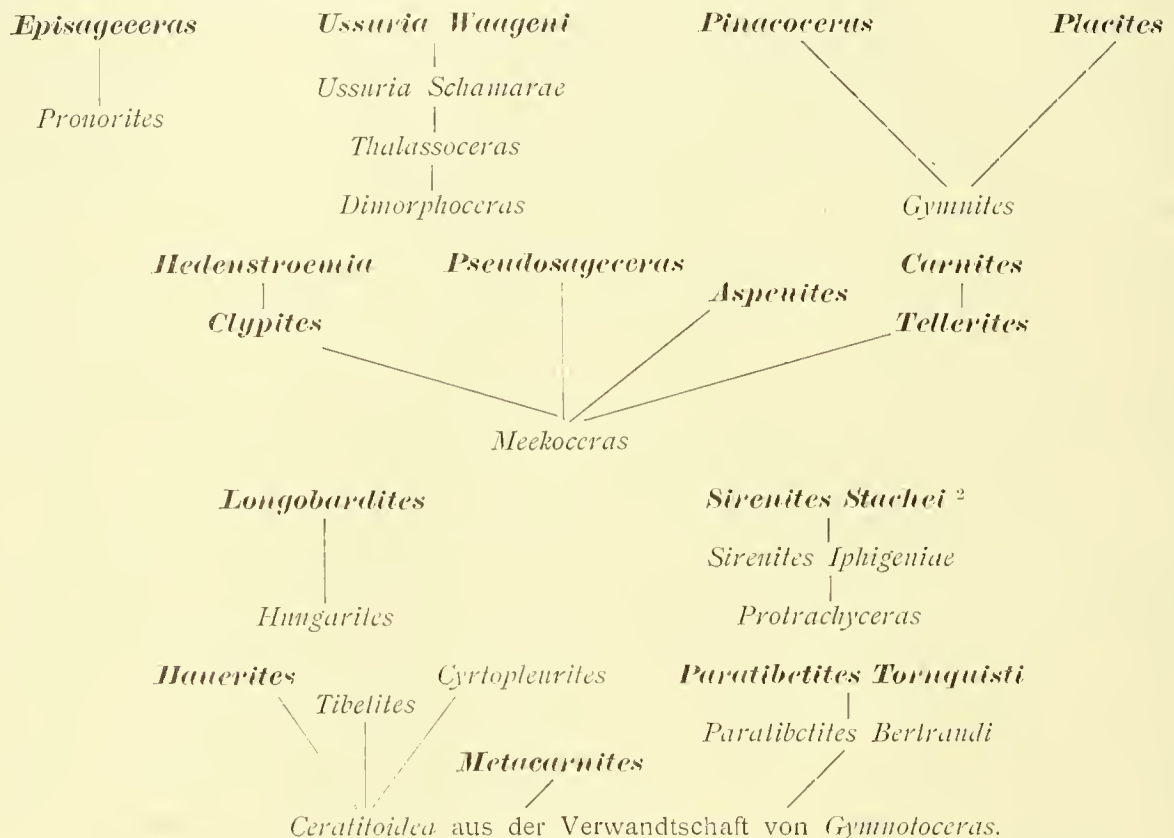 Episageceras Ussuria Waageni Pinacoceras Placites
Ussuria Schamarae
Pronorites
Thalassoceras
Dimorphoceras Gymnites
Hedenstroemia Pseudosageceras Carnites
Aspenites
Clypites Tellerites
Meekoceras
Longobardites Sirenites Stachei ²
Sirenites Iphigeniae
Hungarites Protrachyceras
Hauerites Cyrtopleurites Paratibetites Tornquisti
Tibetites
Paratibetites Bertrandi
Metacarnites
Ceratitoidea aus der Verwandtschaft von Gymnotoceras.